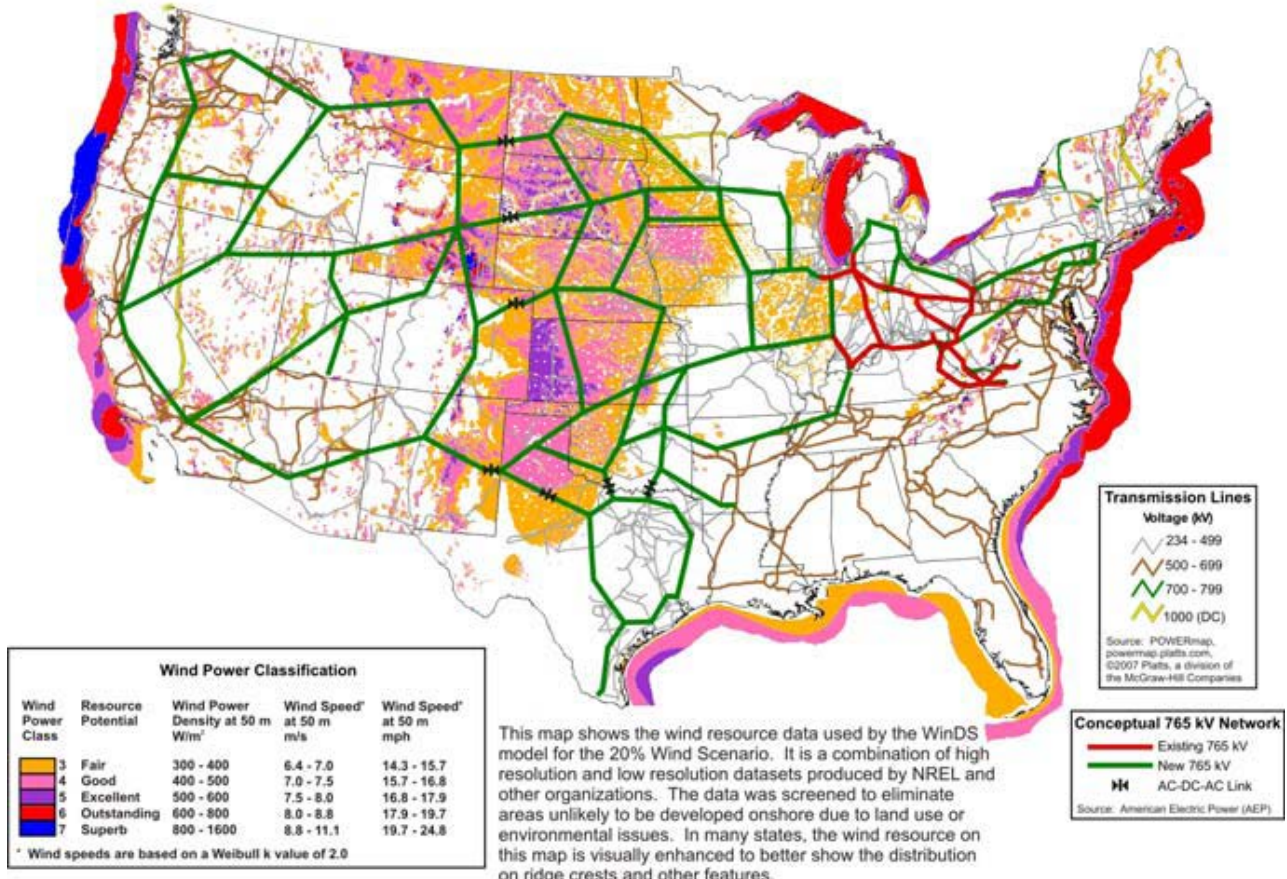 Transmission Lines
Voltage (kV)
234 - 499
500 - 699
700 - 799
1000 (DC)
Source: POWERmap,
powermap.platts.com,
©2007 Platts, a division of
the McGraw-Hill Companies
Wind Power Classification
Wind Power Class Resource Potential Wind Power Density at 50 m W/m² Wind Speed* at 50 m m/s Wind Speed* at 50 m mph
3 Fair 300 - 400 6.4 - 7.0 14.3 - 15.7
4 Good 400 - 500 7.0 - 7.5 15.7 - 16.8
5 Excellent 500 - 600 7.5 - 8.0 16.8 - 17.9
6 Outstanding 600 - 800 8.0 - 8.8 17.9 - 19.7
7 Superb 800 - 1600 8.8 - 11.1 19.7 - 24.8
* Wind speeds are based on a Weibull k value of 2.0
This map shows the wind resource data used by the WinDS
model for the 20% Wind Scenario. It is a combination of high
resolution and low resolution datasets produced by NREL and
other organizations. The data was screened to eliminate
areas unlikely to be developed onshore due to land use or
environmental issues. In many states, the wind resource on
this map is visually enhanced to better show the distribution
on ridge crests and other features.
Conceptual 765 kV Network
Existing 765 kV
New 765 kV
AC-DC-AC Link
Source: American Electric Power (AEP)